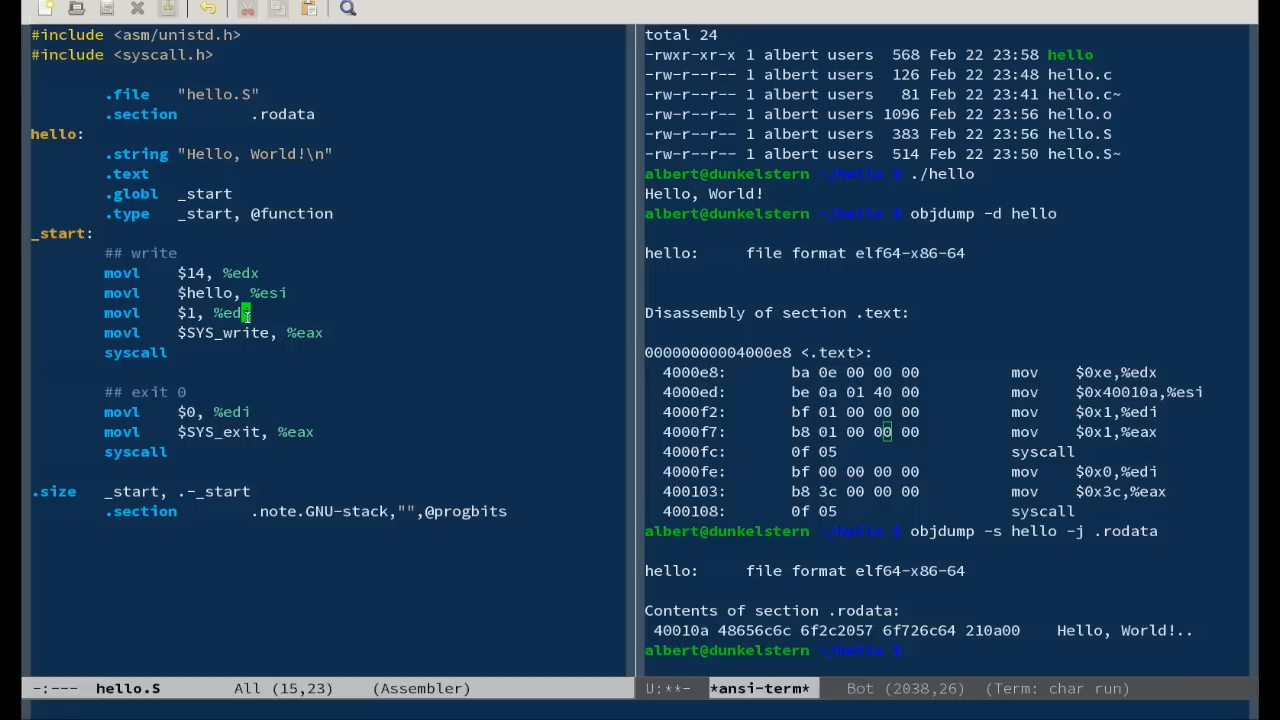 #include <asm/unistd.h>
#include <syscall.h>
.file "hello.S"
.section .rodata
hello:
.string "Hello, World!\n"
.text
.globl _start
.type _start, @function
_start:
## write
movl $14, %edx
movl $hello, %esi
movl $1, %ed
movl $SYS_write, %eax
syscall
## exit 0
movl $0, %edi
movl $SYS_exit, %eax
syscall
.size _start, .-_start
.section .note.GNU-stack,"",@progbits
-:--- hello.S All (15,23) (Assembler)
total 24
-rwxr-xr-x 1 albert users 568 Feb 22 23:58 hello
-rw-r--r-- 1 albert users 126 Feb 22 23:48 hello.c
-rw-r--r-- 1 albert users 81 Feb 22 23:41 hello.c~
-rw-r--r-- 1 albert users 1096 Feb 22 23:56 hello.o
-rw-r--r-- 1 albert users 383 Feb 22 23:56 hello.S
-rw-r--r-- 1 albert users 514 Feb 22 23:50 hello.S~
albert@dunkelstern ~/hello $ ./hello
Hello, World!
albert@dunkelstern ~/hello $ objdump -d hello
hello: file format elf64-x86-64
Disassembly of section .text:
00000000004000e8 <.text>:
4000e8: ba 0e 00 00 00 mov $0xe,%edx
4000ed: be 0a 01 40 00 mov $0x40010a,%esi
4000f2: bf 01 00 00 00 mov $0x1,%edi
4000f7: b8 01 00 00 00 mov $0x1,%eax
4000fc: 0f 05 syscall
4000fe: bf 00 00 00 00 mov $0x0,%edi
400103: b8 3c 00 00 00 mov $0x3c,%eax
400108: 0f 05 syscall
albert@dunkelstern ~/hello $ objdump -s hello -j .rodata
hello: file format elf64-x86-64
Contents of section .rodata:
40010a 48656c6c 6f2c2057 6f726c64 210a00 Hello, World!..
albert@dunkelstern ~/hello $
U:**- *ansi-term* Bot (2038,26) (Term: char run)